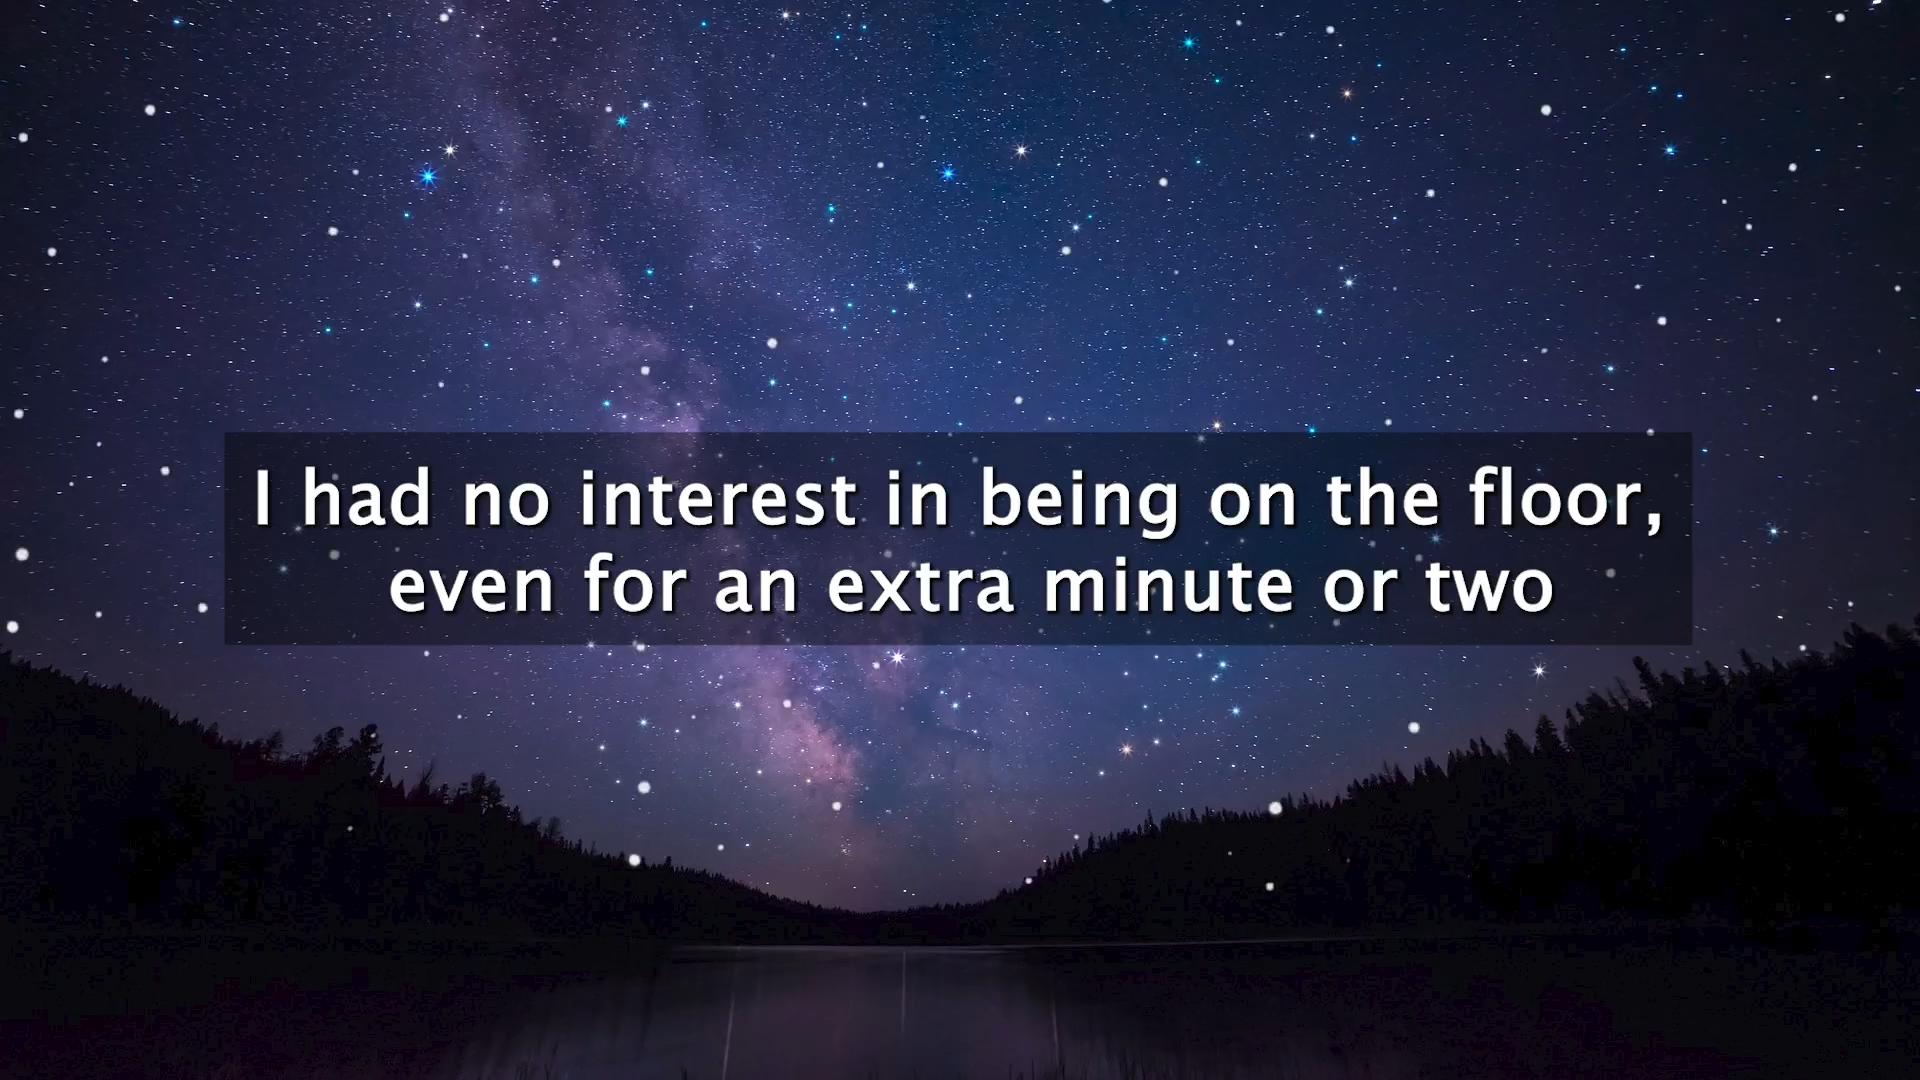 I had no interest in being on the floor,
even for an extra minute or two